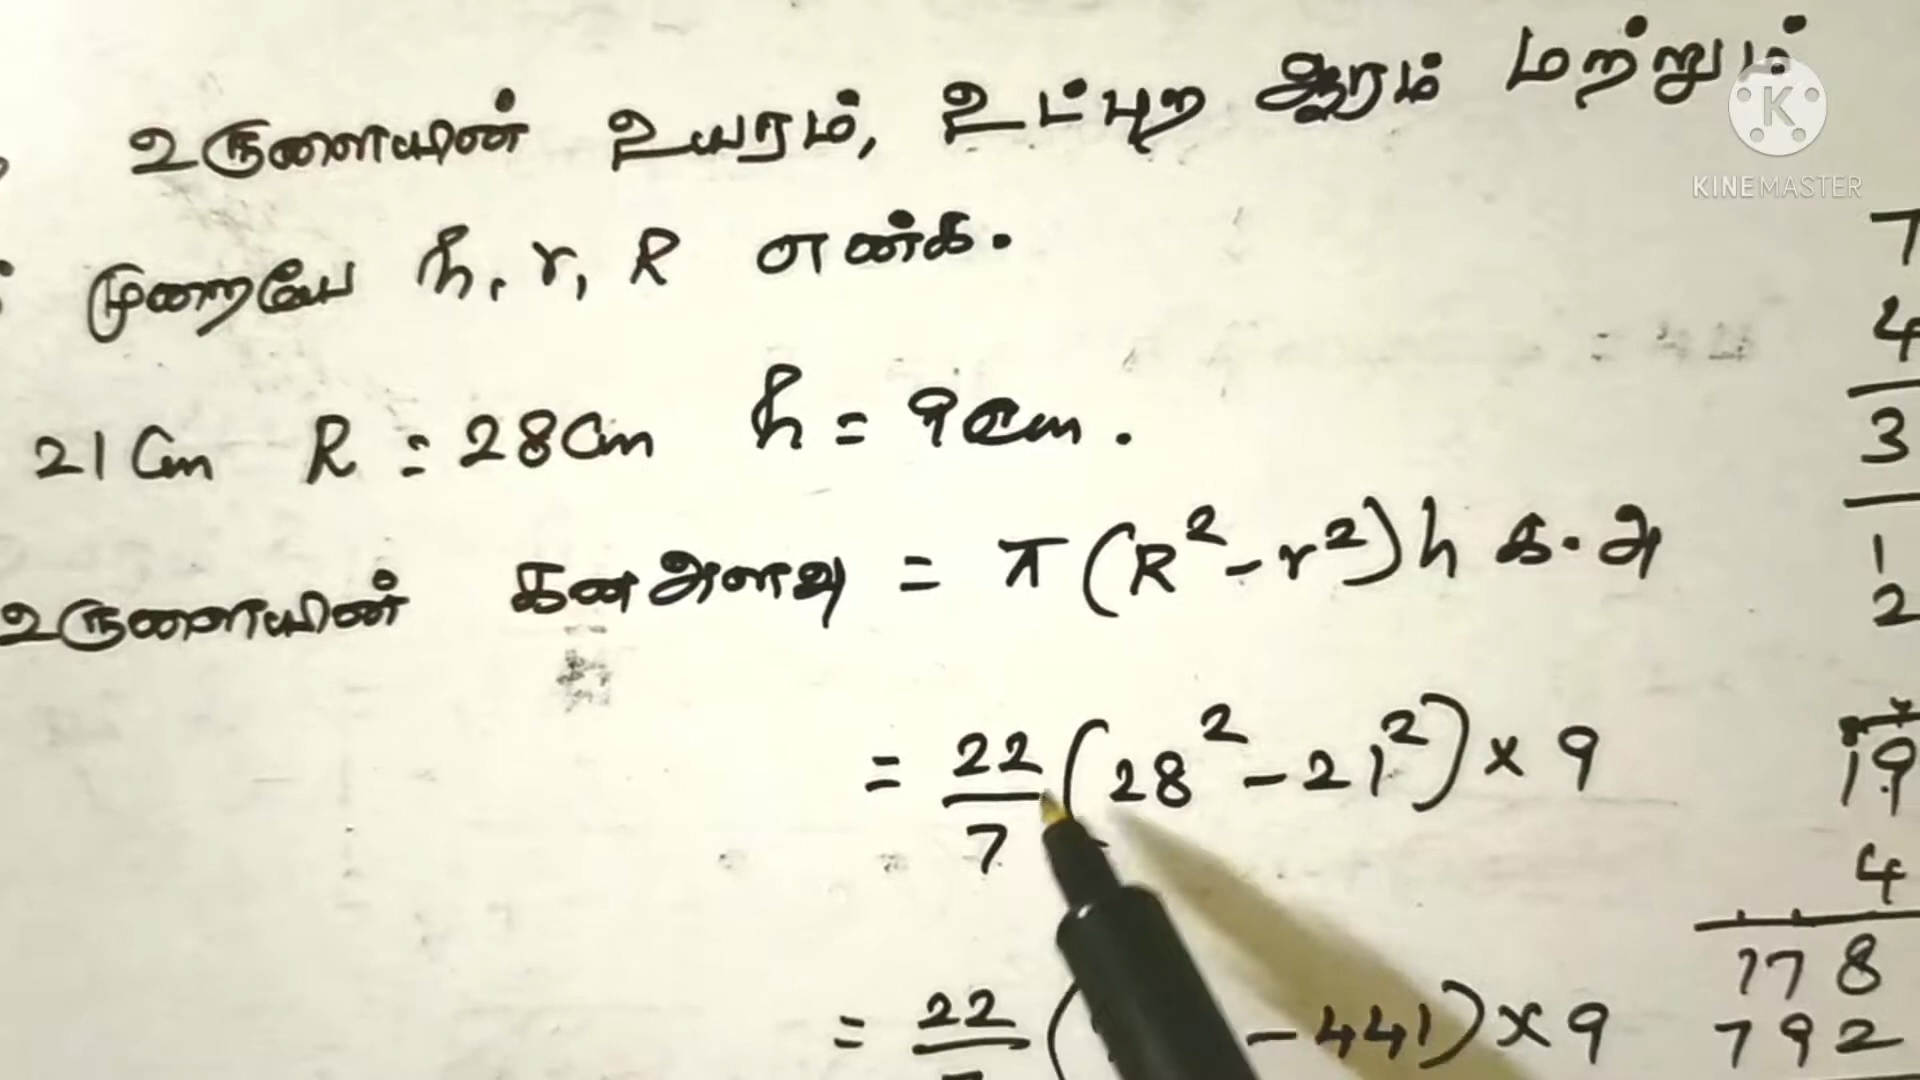 உருளையின் உயரம், உட்புற ஆரம் மற்றும்
முறையே h, r, R என்க.
21 Cm R = 28 Cm h = 9 cm.
உருளையின் கனஅளவு = π (R² - r²) h க.அ
= 22/7 (28² - 21²) × 9
= 22 ( - 441) × 9
7
4
3
1
2
19
4
178
792
KINEMASTER